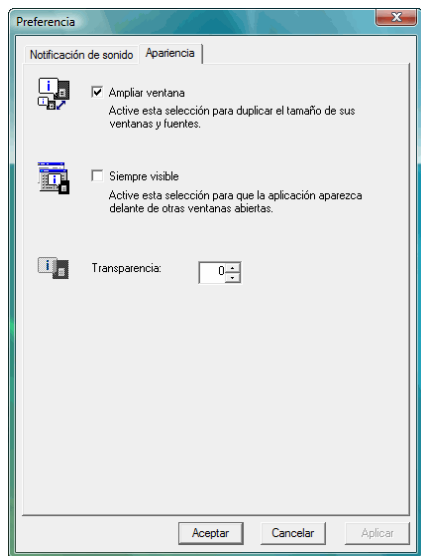 Preferencia
Notificación de sonido
Apariencia
Ampliar ventana
Active esta selección para duplicar el tamaño de sus
ventanas y fuentes.
Siempre visible
Active esta selección para que la aplicación aparezca
delante de otras ventanas abiertas.
Transparencia:
0
Aceptar
Cancelar
Aplicar